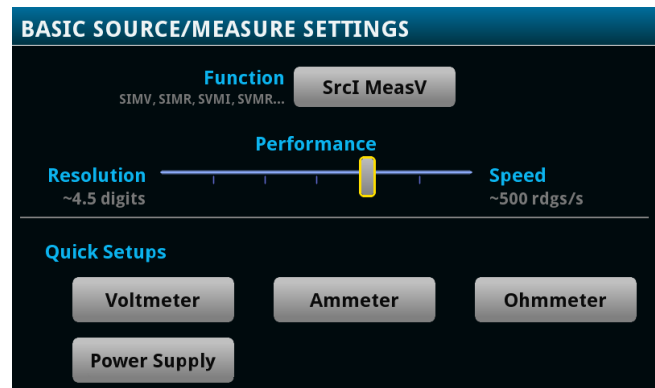 BASIC SOURCE/MEASURE SETTINGS
Function
SrcI MeasV
SIMV, SIMR, SVMI, SVMR...
Performance
Resolution
Speed
~4.5 digits
~500 rdgs/s
Quick Setups
Voltmeter
Ammeter
Ohmmeter
Power Supply